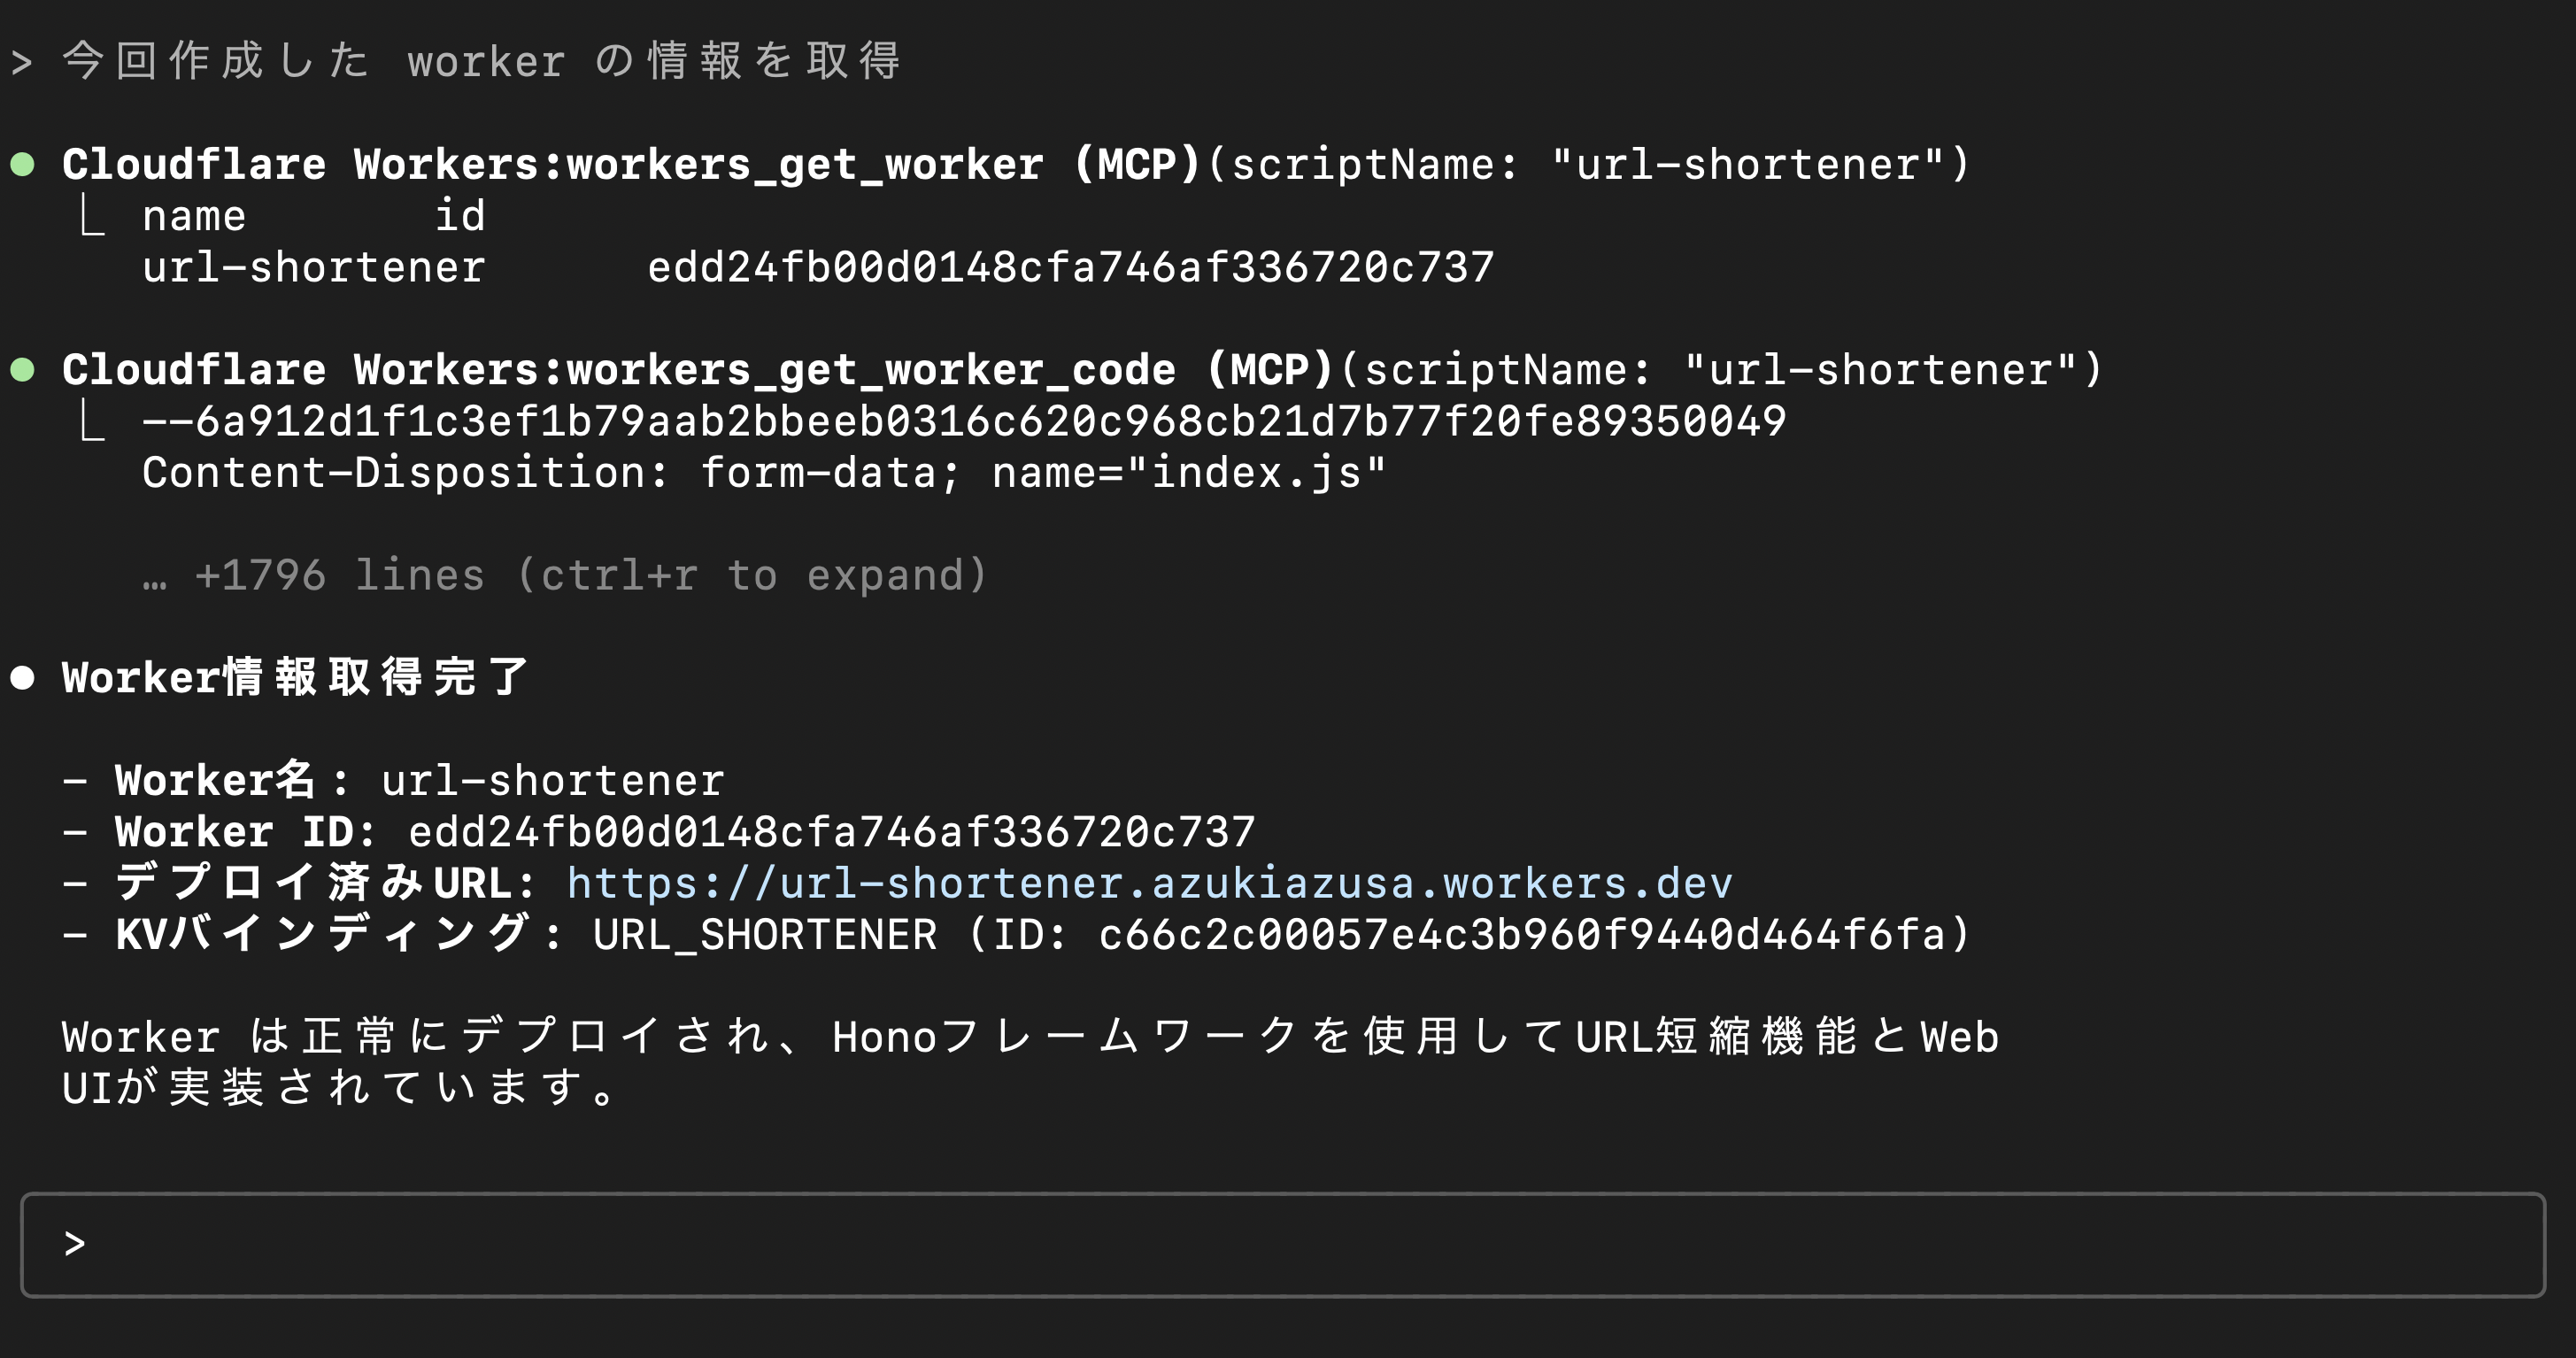 > 今回作成した worker の情報を取得
● Cloudflare Workers:workers_get_worker (MCP)(scriptName: "url-shortener")
⎿ name id
url-shortener edd24fb00d0148cfa746af336720c737
● Cloudflare Workers:workers_get_worker_code (MCP)(scriptName: "url-shortener")
⎿ --6a912d1f1c3ef1b79aab2bbeeb0316c620c968cb21d7b77f20fe89350049
Content-Disposition: form-data; name="index.js"
… +1796 lines (ctrl+r to expand)
● Worker情報取得完了
- Worker名: url-shortener
- Worker ID: edd24fb00d0148cfa746af336720c737
- デプロイ済みURL: https://url-shortener.azukiazusa.workers.dev
- KVバインディング: URL_SHORTENER (ID: c66c2c00057e4c3b960f9440d464f6fa)
Worker は正常にデプロイされ、Honoフレームワークを使用してURL短縮機能とWeb
UIが実装されています。
>